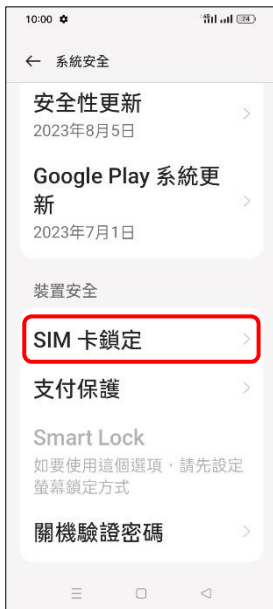 10:00
74
系統安全
安全性更新
2023年8月5日
Google Play 系統更
新
2023年7月1日
裝置安全
SIM 卡鎖定
支付保護
Smart Lock
如要使用這個選項，請先設定
螢幕鎖定方式
關機驗證密碼